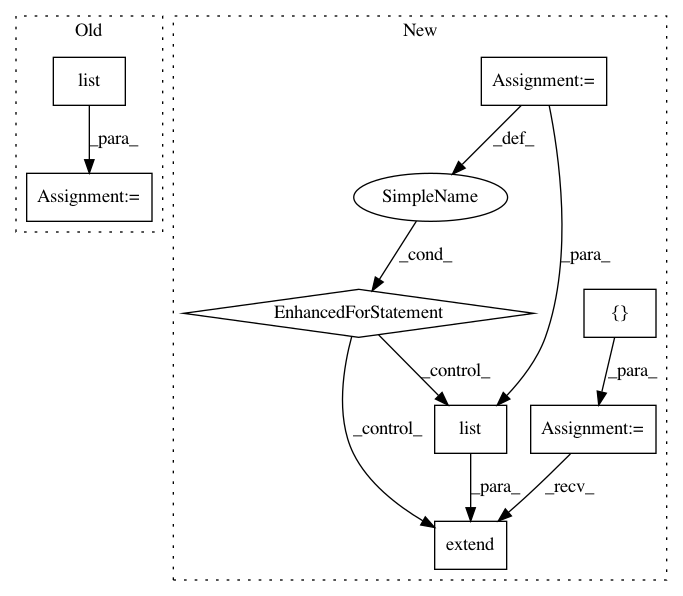 Old
New
list
Assignment:=
_para_
_def_
Assignment:=
SimpleName
_cond_
_para_
EnhancedForStatement
{}
_control_
_para_
_control_
list
Assignment:=
_para_
_recv_
extend